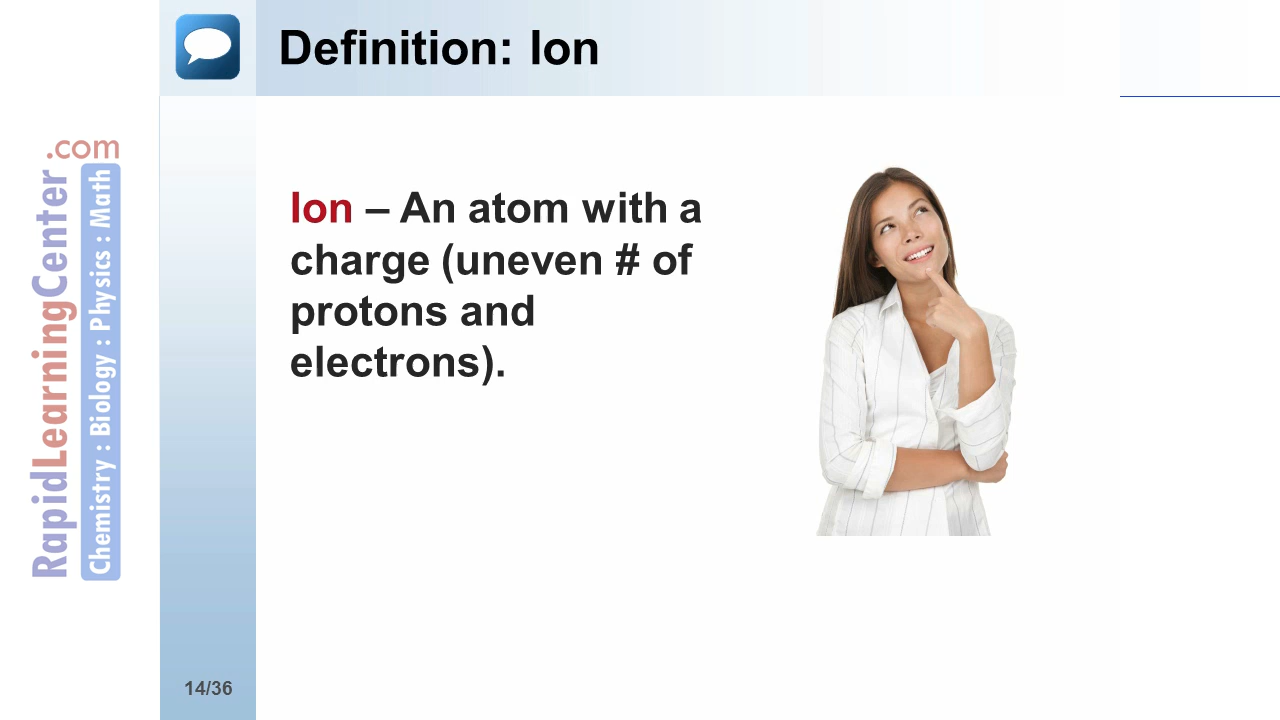 Definition: Ion
Ion – An atom with a
charge (uneven # of
protons and
electrons).
RapidLearningCenter.com
Chemistry : Biology : Physics : Math
14/36